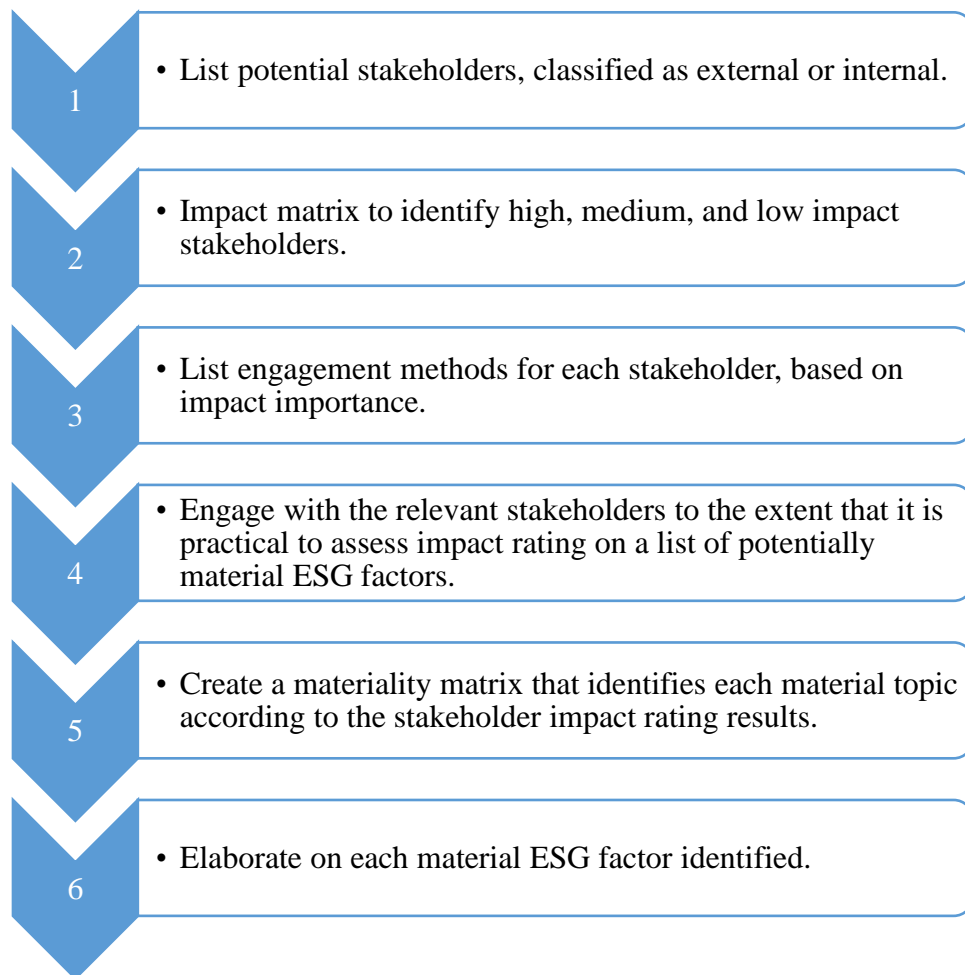 1
• List potential stakeholders, classified as external or internal.
2
• Impact matrix to identify high, medium, and low impact
stakeholders.
3
• List engagement methods for each stakeholder, based on
impact importance.
4
• Engage with the relevant stakeholders to the extent that it is
practical to assess impact rating on a list of potentially
material ESG factors.
5
• Create a materiality matrix that identifies each material topic
according to the stakeholder impact rating results.
6
• Elaborate on each material ESG factor identified.